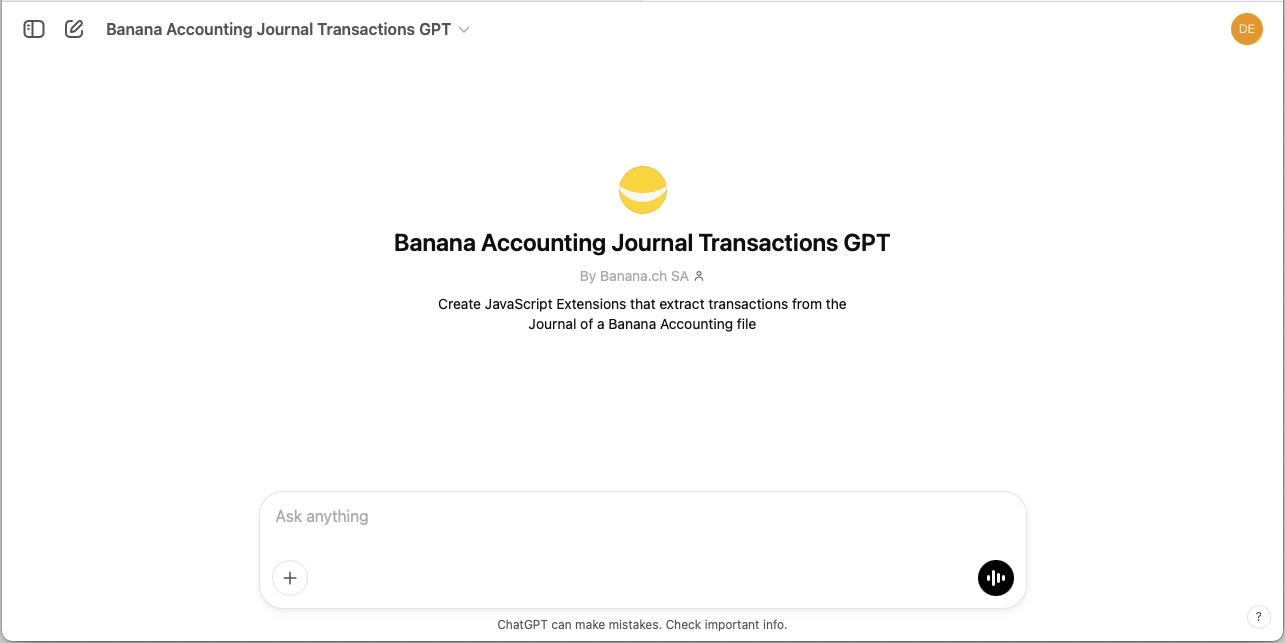 Banana Accounting Journal Transactions GPT
DE
Banana Accounting Journal Transactions GPT
By Banana.ch SA
Create JavaScript Extensions that extract transactions from the
Journal of a Banana Accounting file
Ask anything
ChatGPT can make mistakes. Check important info.
?